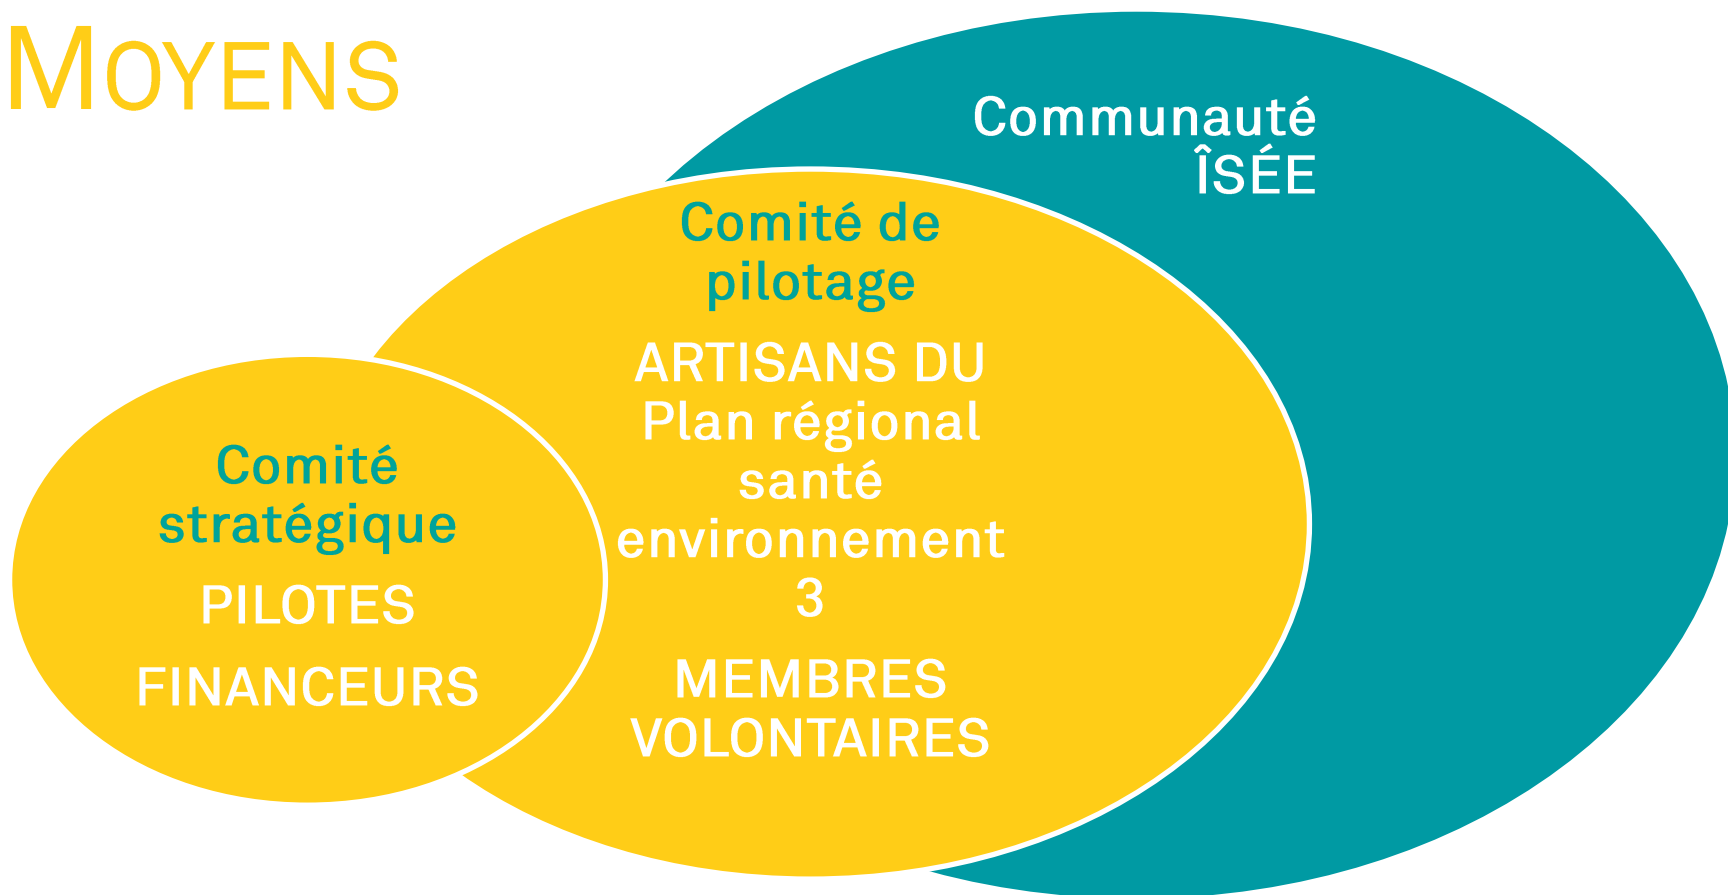 MOYENS
Communauté
ÎSÉE
Comité de
pilotage
ARTISANS DU
Plan régional
santé
environnement
3
MEMBRES
VOLONTAIRES
Comité
stratégique
PILOTES
FINANCEURS